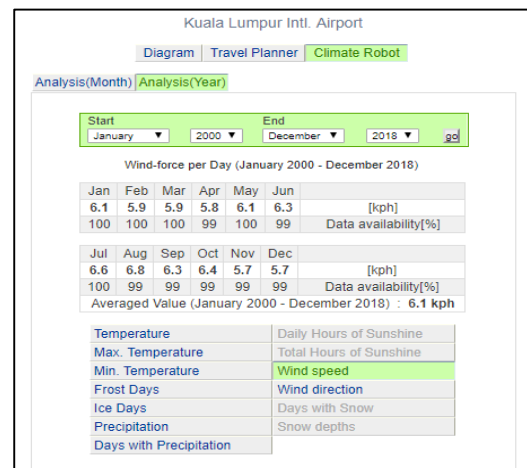 Kuala Lumpur Intl. Airport
Diagram Travel Planner Climate Robot
Analysis(Month) Analysis(Year)
Start End
January 2000 December 2018 go
Wind-force per Day (January 2000 - December 2018)
Jan Feb Mar Apr May Jun
6.1 5.9 5.9 5.8 6.1 6.3 [kph]
100 100 100 99 100 99 Data availability[%]
Jul Aug Sep Oct Nov Dec
6.6 6.8 6.3 6.4 5.7 5.7 [kph]
100 99 99 99 99 99 Data availability[%]
Averaged Value (January 2000 - December 2018) : 6.1 kph
Temperature Daily Hours of Sunshine
Max. Temperature Total Hours of Sunshine
Min. Temperature Wind speed
Frost Days Wind direction
Ice Days Days with Snow
Precipitation Snow depths
Days with Precipitation